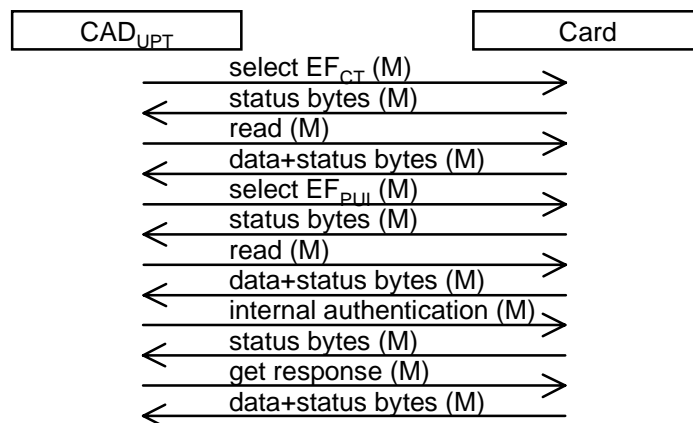 CADUPT Card
select EFCT (M)
status bytes (M)
read (M)
data+status bytes (M)
select EFPUI (M)
status bytes (M)
read (M)
data+status bytes (M)
internal authentication (M)
status bytes (M)
get response (M)
data+status bytes (M)